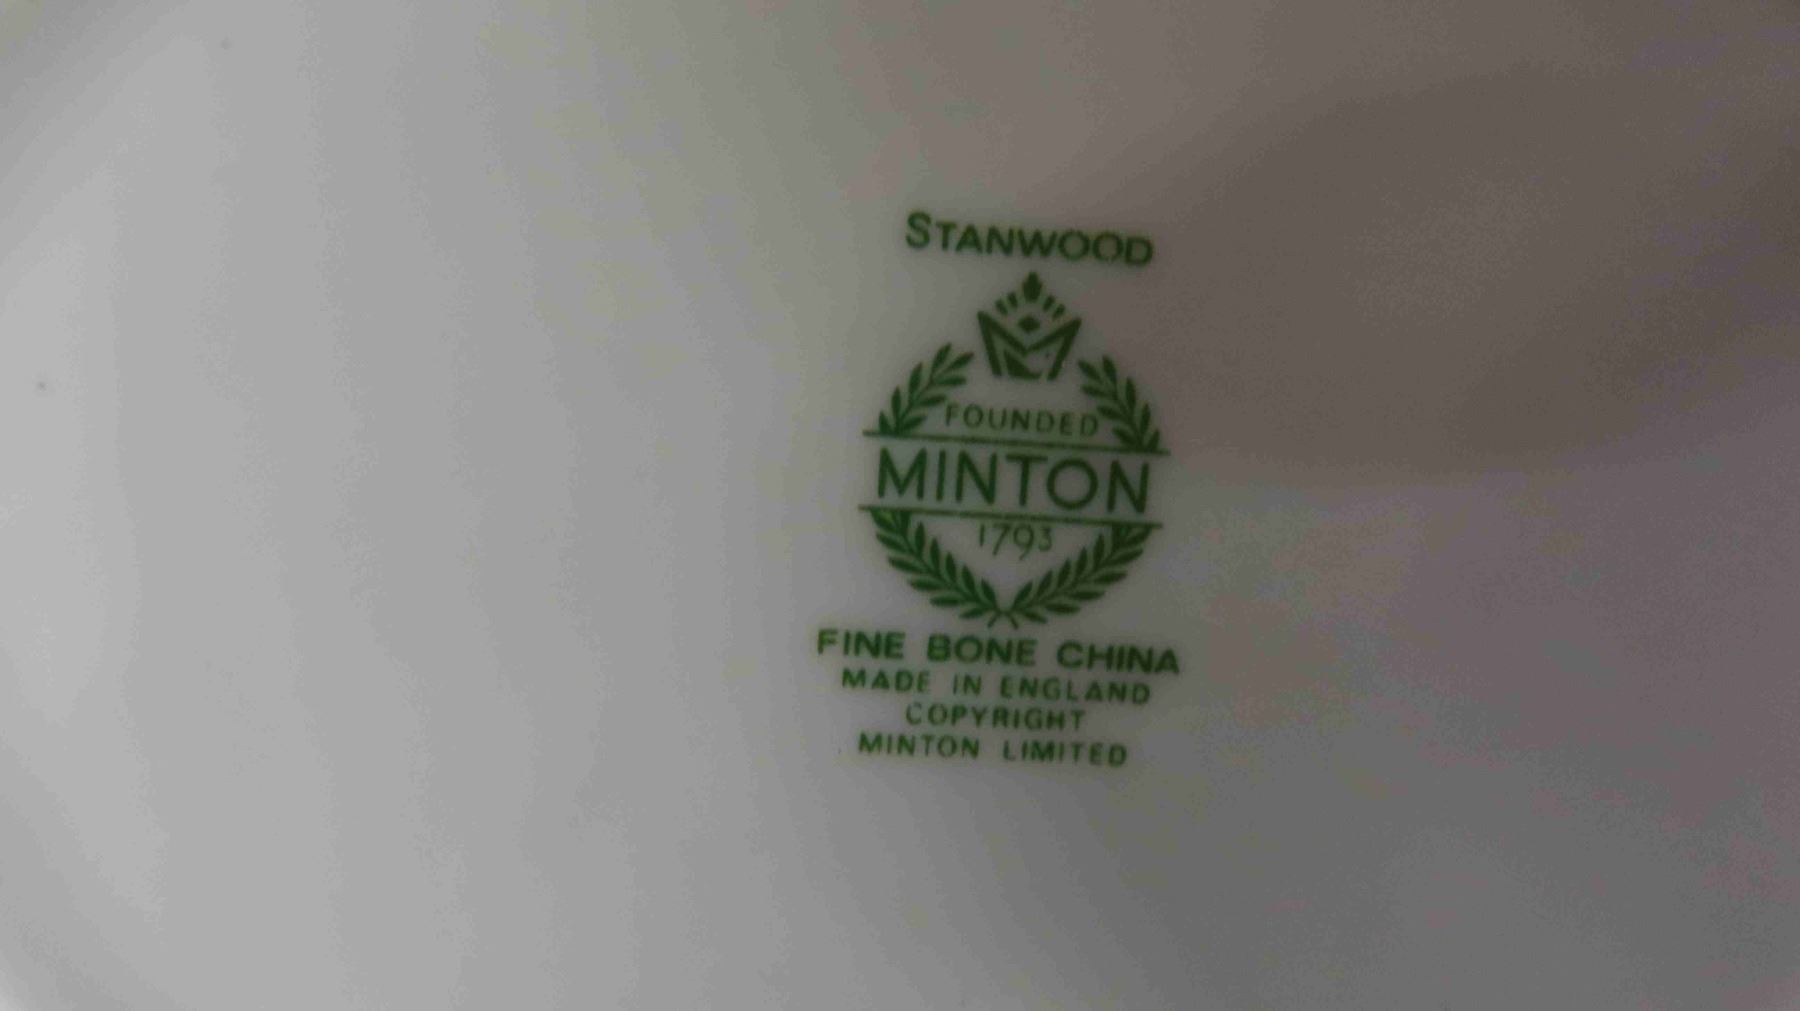 STANWOOD
FOUNDED
MINTON
1793
FINE BONE CHINA
MADE IN ENGLAND
COPYRIGHT
MINTON LIMITED